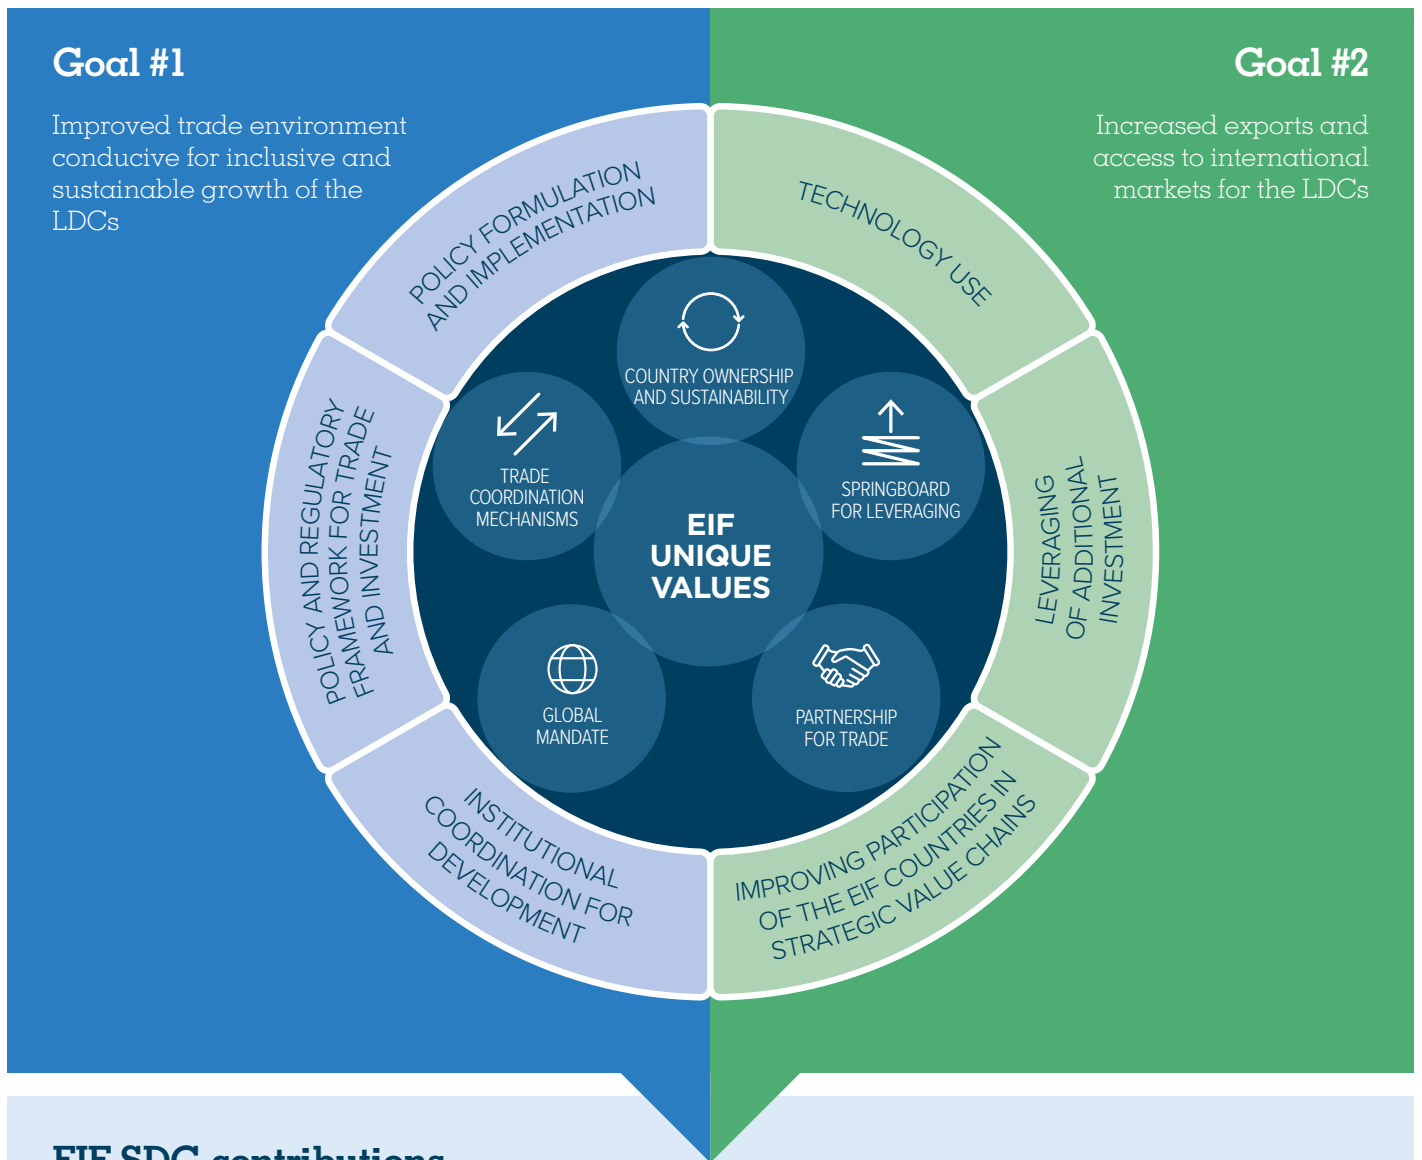 Goal #1
Improved trade environment
conducive for inclusive and
sustainable growth of the
LDCs
Goal #2
Increased exports and
access to international
markets for the LDCs
POLICY FORMULATION
AND IMPLEMENTATION
TECHNOLOGY USE
POLICY AND REGULATORY
FRAMEWORK FOR TRADE
AND INVESTMENT
LEVERAGING
OF ADDITIONAL
INVESTMENT
INSTITUTIONAL
COORDINATION FOR
DEVELOPMENT
IMPROVING PARTICIPATION
OF THE EIF COUNTRIES IN
STRATEGIC VALUE CHAINS
COUNTRY OWNERSHIP
AND SUSTAINABILITY
TRADE
COORDINATION
MECHANISMS
SPRINGBOARD
FOR LEVERAGING
EIF
UNIQUE
VALUES
GLOBAL
MANDATE
PARTNERSHIP
FOR TRADE
EIF SDG contributions